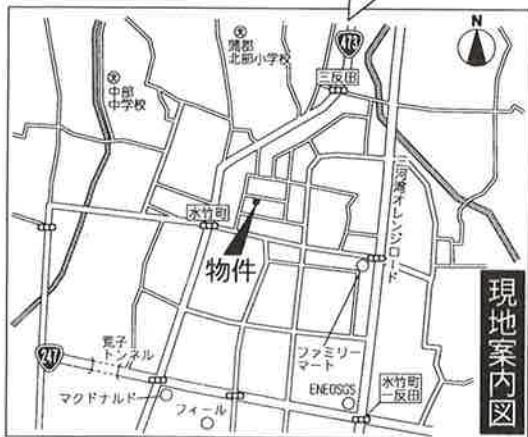 N
473
蒲郡
北部小学校
文
中部
中学校
文
三反田
三河湾オレンジロード
水竹町
物件
現地案内図
247
荒子
トンネル
マクドナルド
フィール
ファミリー
マート
ENEOSGS
水竹町
一反田